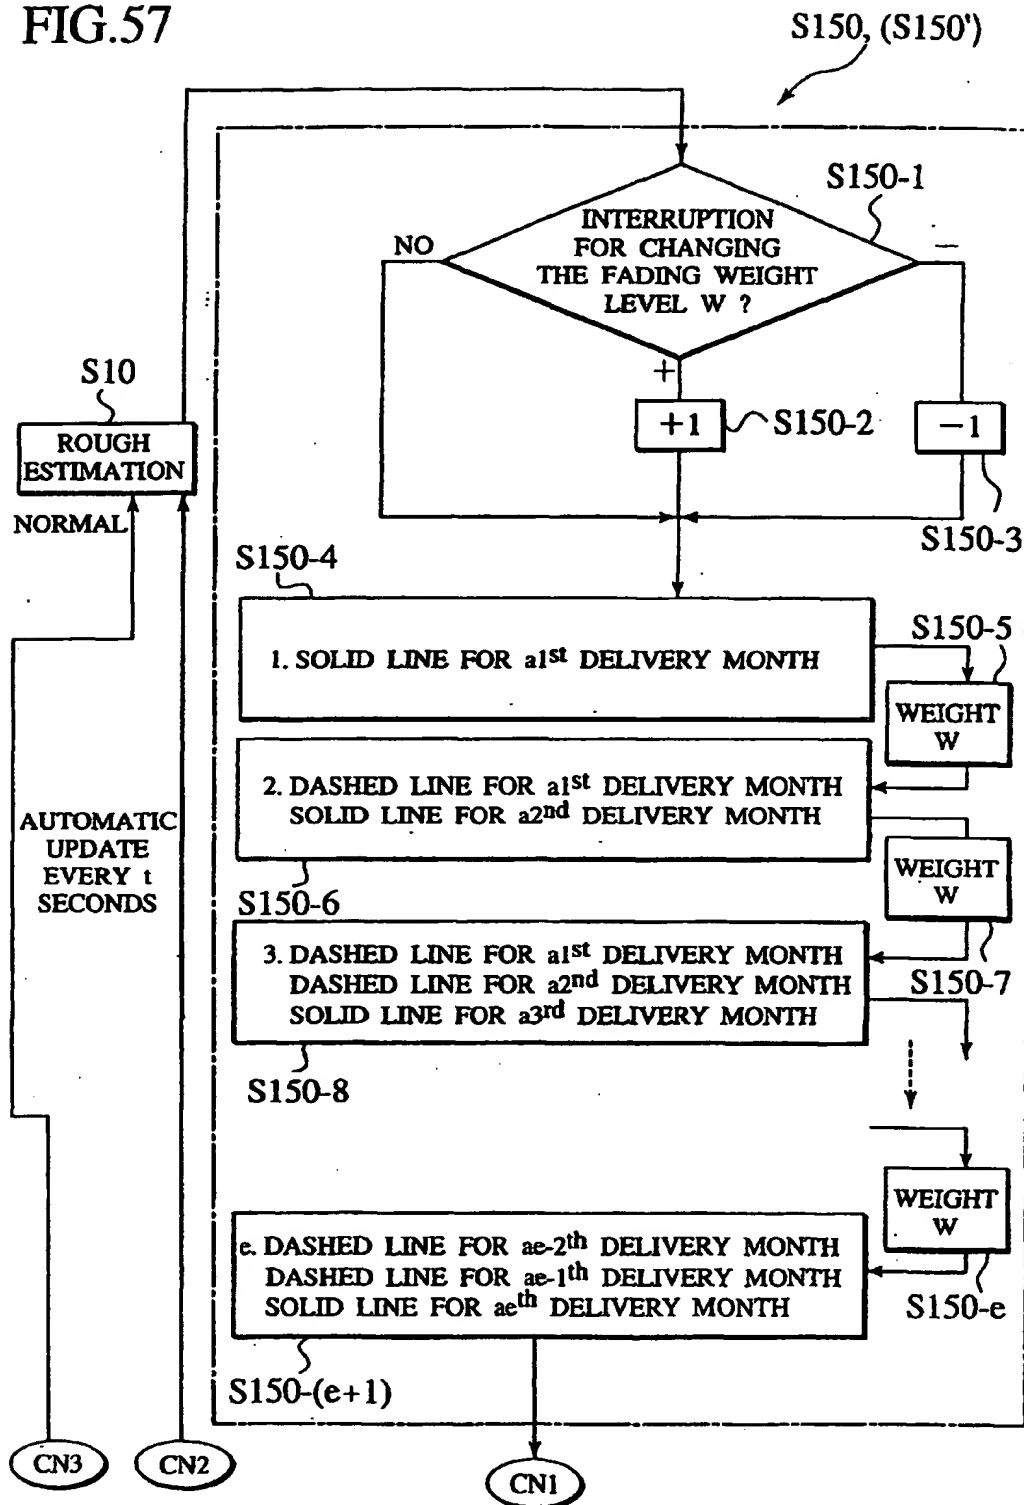 FIG.57
S150, (S150')
S150-1
INTERRUPTION
FOR CHANGING
THE FADING WEIGHT
LEVEL W ?
NO
—
+
S10
ROUGH
ESTIMATION
+1
S150-2
−1
S150-3
NORMAL
S150-4
1. SOLID LINE FOR a1st DELIVERY MONTH
S150-5
WEIGHT
W
2. DASHED LINE FOR a1st DELIVERY MONTH
SOLID LINE FOR a2nd DELIVERY MONTH
AUTOMATIC
UPDATE
EVERY t
SECONDS
S150-6
WEIGHT
W
S150-7
3. DASHED LINE FOR a1st DELIVERY MONTH
DASHED LINE FOR a2nd DELIVERY MONTH
SOLID LINE FOR a3rd DELIVERY MONTH
S150-8
WEIGHT
W
S150-e
e. DASHED LINE FOR ae-2th DELIVERY MONTH
DASHED LINE FOR ae-1th DELIVERY MONTH
SOLID LINE FOR aeth DELIVERY MONTH
S150-(e+1)
CN3
CN2
CN1